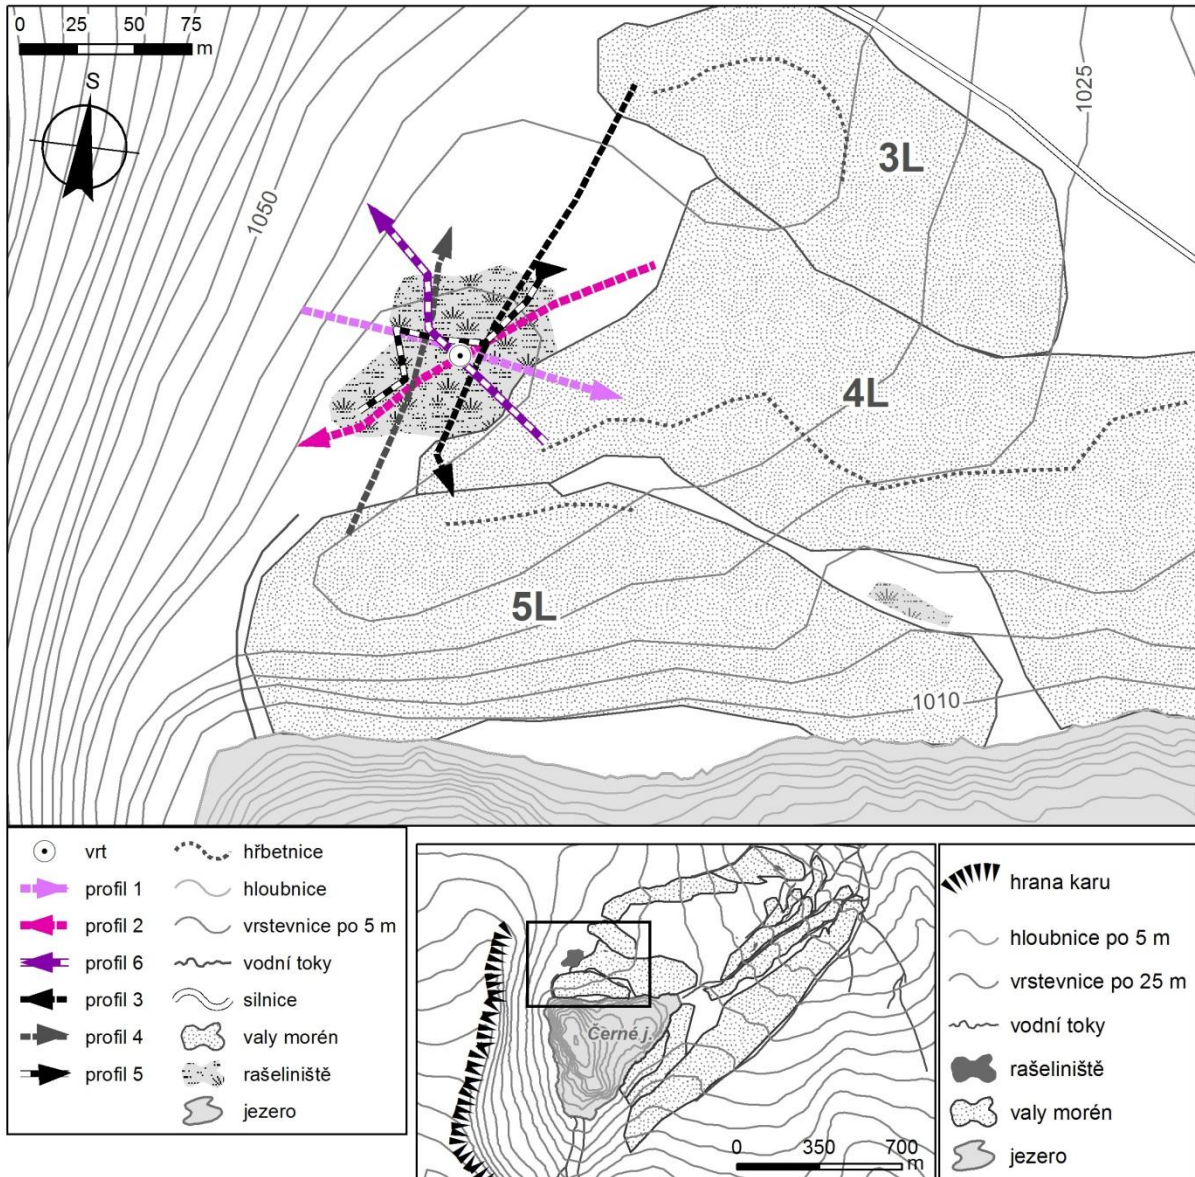 0 25 50 75
m
S
1050
1025
3L
4L
5L
1010
vrt
profil 1
profil 2
profil 6
profil 3
profil 4
profil 5
hřbetnice
hloubnice
vrstevnice po 5 m
vodní toky
silnice
valy morén
rašeliniště
jezero
Černé j.
0 350 700
m
hrana karu
hloubnice po 5 m
vrstevnice po 25 m
vodní toky
rašeliniště
valy morén
jezero